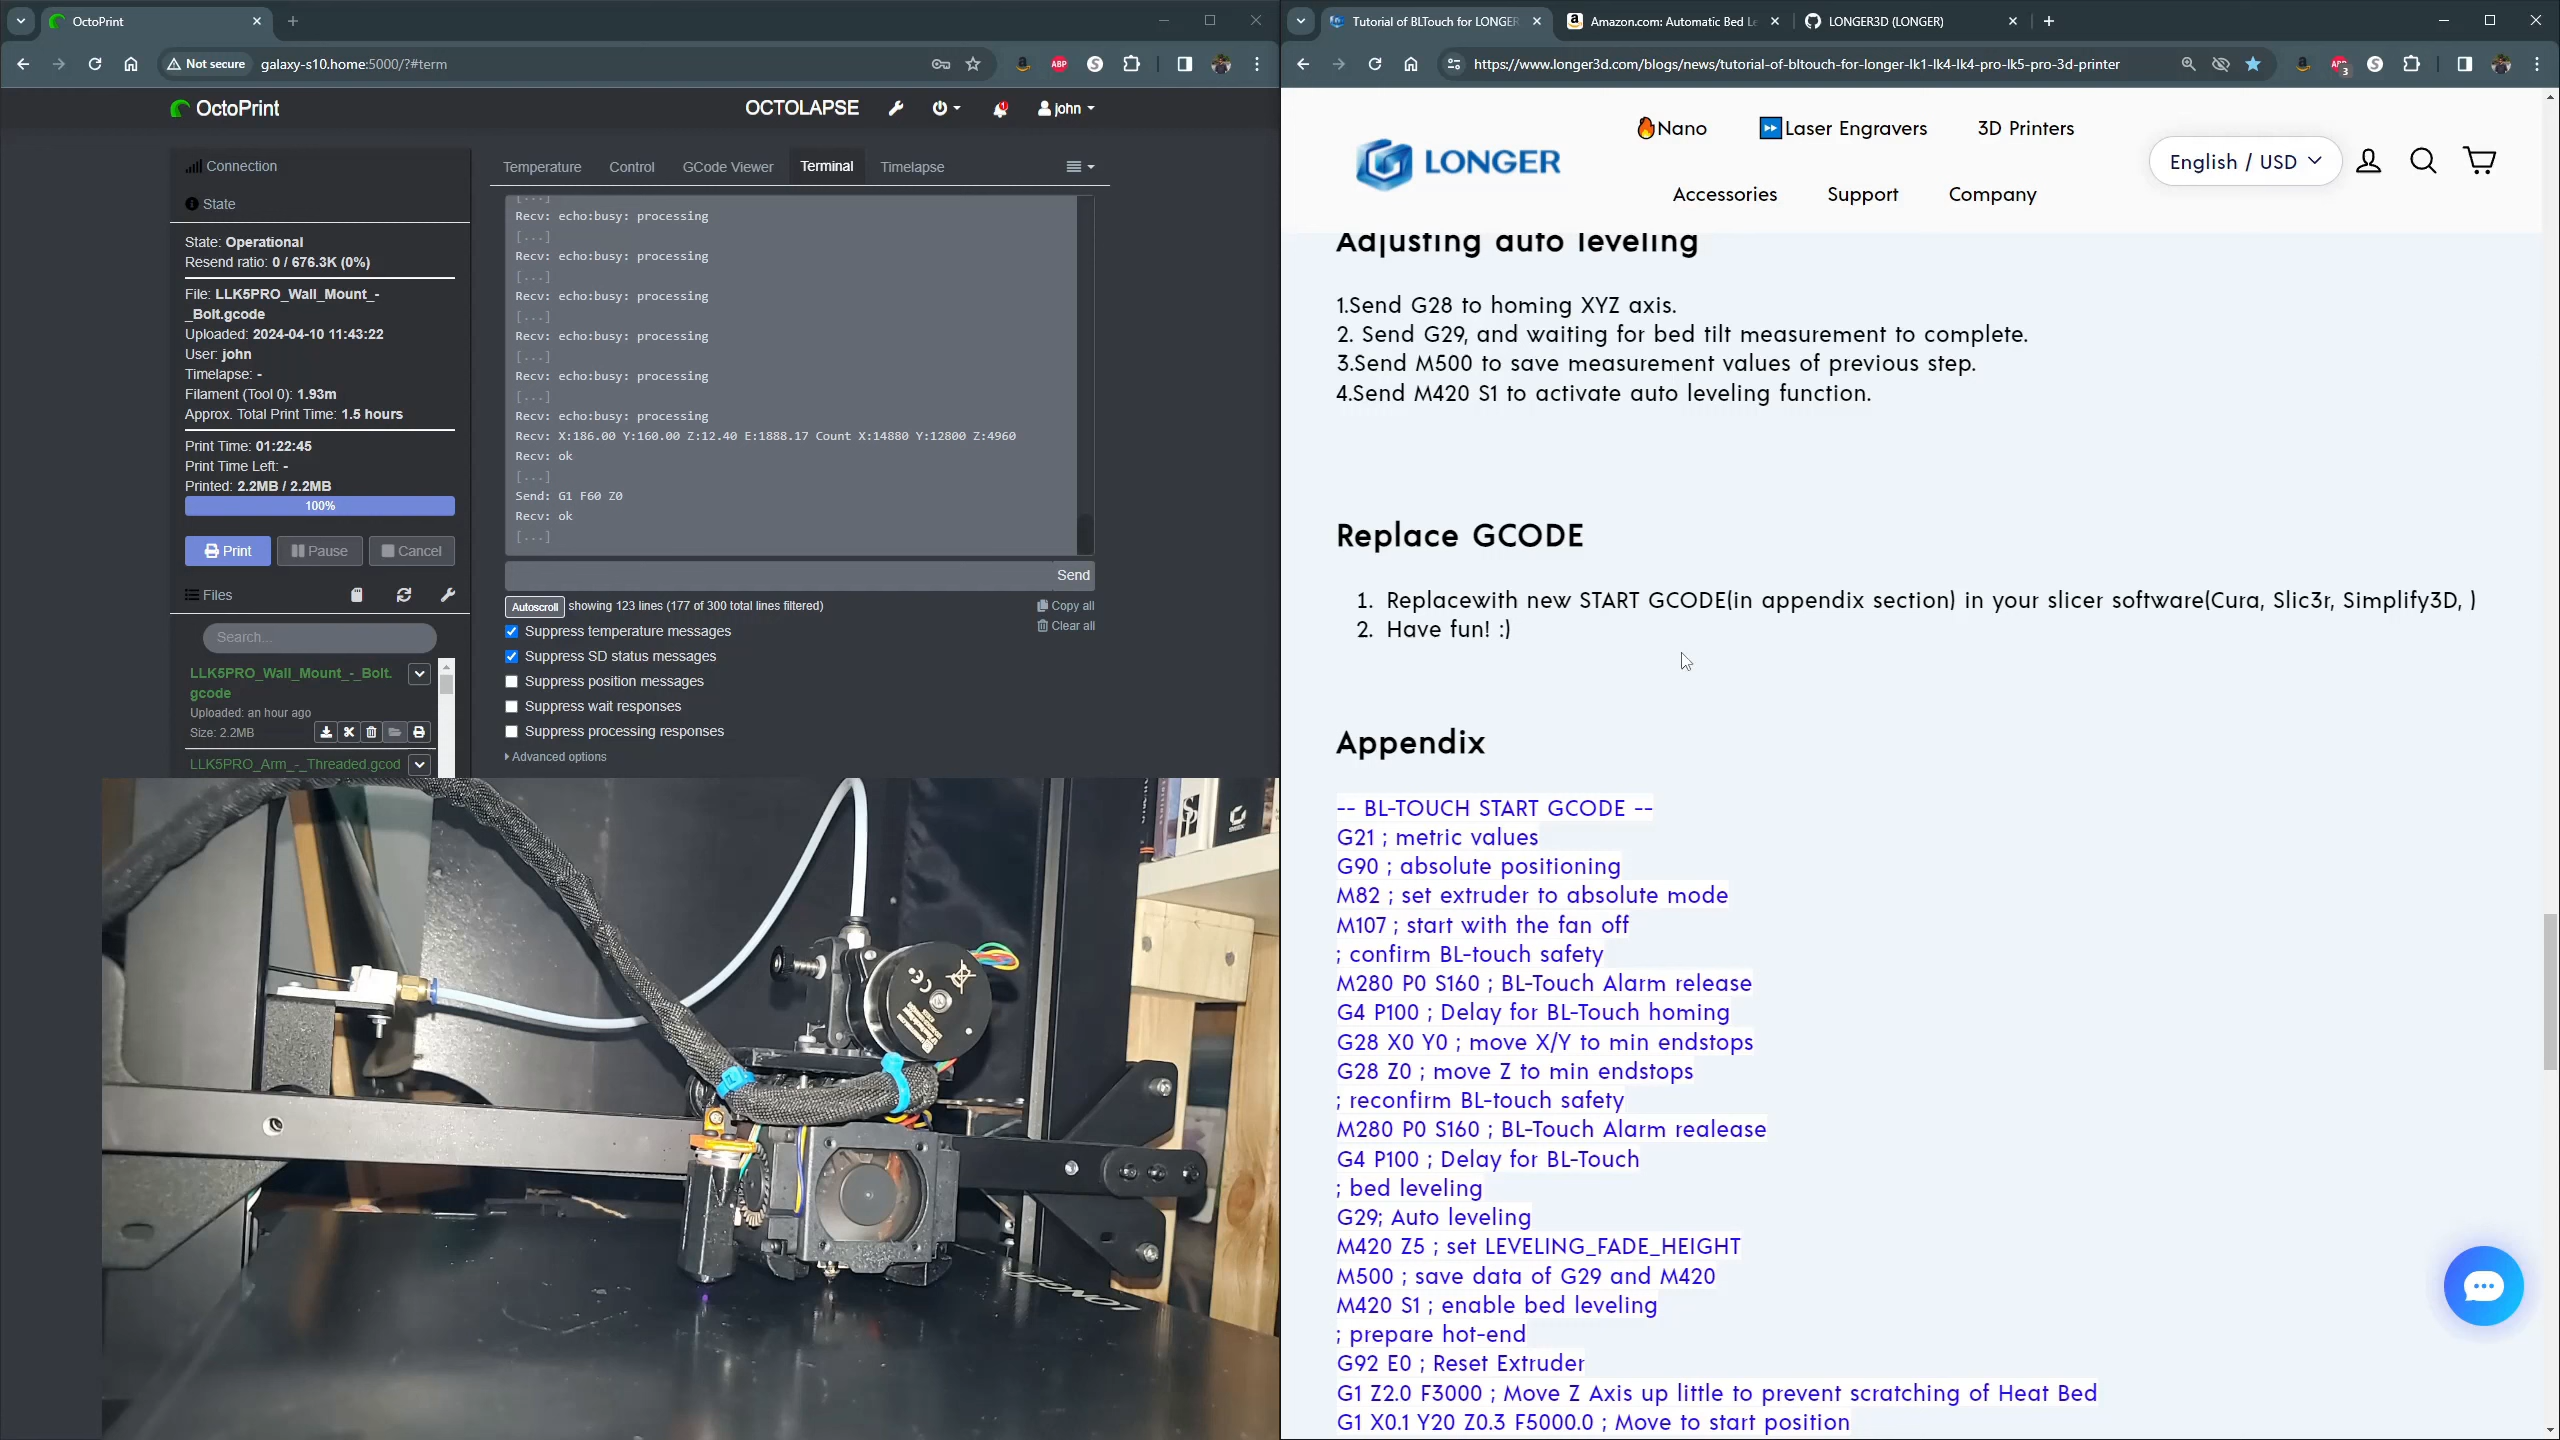 OctoPrint
Not secure galaxy-s10.home:5000/?#term
ABP
S
OctoPrint
OCTOLAPSE
john
Connection
State
State: Operational
Resend ratio: 0 / 676.3K (0%)
File: LLK5PRO_Wall_Mount_-
_Bolt.gcode
Uploaded: 2024-04-10 11:43:22
User: john
Timelapse: -
Filament (Tool 0): 1.93m
Approx. Total Print Time: 1.5 hours
Print Time: 01:22:45
Print Time Left: -
Printed: 2.2MB / 2.2MB
100%
Print
Pause
Cancel
Files
Search...
LLK5PRO_Wall_Mount_-_Bolt.
gcode
Uploaded: an hour ago
Size: 2.2MB
LLK5PRO_Arm_-_Threaded.gcod
Temperature
Control
GCode Viewer
Terminal
Timelapse
[...]
Recv: echo:busy: processing
[...]
Recv: echo:busy: processing
[...]
Recv: echo:busy: processing
[...]
Recv: echo:busy: processing
[...]
Recv: echo:busy: processing
[...]
Recv: echo:busy: processing
Recv: X:186.00 Y:160.00 Z:12.40 E:1888.17 Count X:14880 Y:12800 Z:4960
Recv: ok
[...]
Send: G1 F60 Z0
Recv: ok
[...]
Send
Autoscroll showing 123 lines (177 of 300 total lines filtered)
Copy all
Clear all
Suppress temperature messages
Suppress SD status messages
Suppress position messages
Suppress wait responses
Suppress processing responses
Advanced options
LONGER
Tutorial of BLTouch for LONGER
Amazon.com: Automatic Bed Le
LONGER3D (LONGER)
https://www.longer3d.com/blogs/news/tutorial-of-bltouch-for-longer-lk1-lk4-lk4-pro-lk5-pro-3d-printer
3
S
LONGER
Nano
Laser Engravers
3D Printers
Accessories
Support
Company
English / USD
Adjusting auto leveling
1.Send G28 to homing XYZ axis.
2. Send G29, and waiting for bed tilt measurement to complete.
3.Send M500 to save measurement values of previous step.
4.Send M420 S1 to activate auto leveling function.
Replace GCODE
1. Replacewith new START GCODE(in appendix section) in your slicer software(Cura, Slic3r, Simplify3D, )
2. Have fun! :)
Appendix
-- BL-TOUCH START GCODE --
G21 ; metric values
G90 ; absolute positioning
M82 ; set extruder to absolute mode
M107 ; start with the fan off
; confirm BL-touch safety
M280 P0 S160 ; BL-Touch Alarm release
G4 P100 ; Delay for BL-Touch homing
G28 X0 Y0 ; move X/Y to min endstops
G28 Z0 ; move Z to min endstops
; reconfirm BL-touch safety
M280 P0 S160 ; BL-Touch Alarm realease
G4 P100 ; Delay for BL-Touch
; bed leveling
G29; Auto leveling
M420 Z5 ; set LEVELING_FADE_HEIGHT
M500 ; save data of G29 and M420
M420 S1 ; enable bed leveling
; prepare hot-end
G92 E0 ; Reset Extruder
G1 Z2.0 F3000 ; Move Z Axis up little to prevent scratching of Heat Bed
G1 X0.1 Y20 Z0.3 F5000.0 ; Move to start position